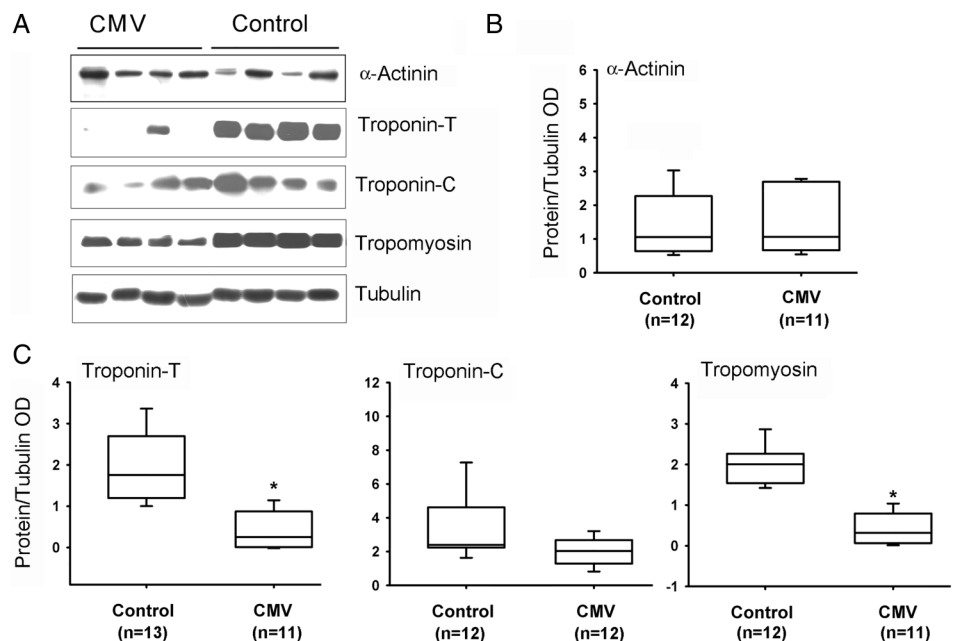 A
CMV Control
α-Actinin
Troponin-T
Troponin-C
Tropomyosin
Tubulin
B
α-Actinin
Protein/Tubulin OD
6
5
4
3
2
1
0
Control CMV
(n=12) (n=11)
C
Troponin-T
Protein/Tubulin OD
4
3
2
1
0
*
Control CMV
(n=13) (n=11)
Troponin-C
12
10
8
6
4
2
0
Control CMV
(n=12) (n=12)
Tropomyosin
4
3
2
1
0
-1
*
Control CMV
(n=12) (n=11)